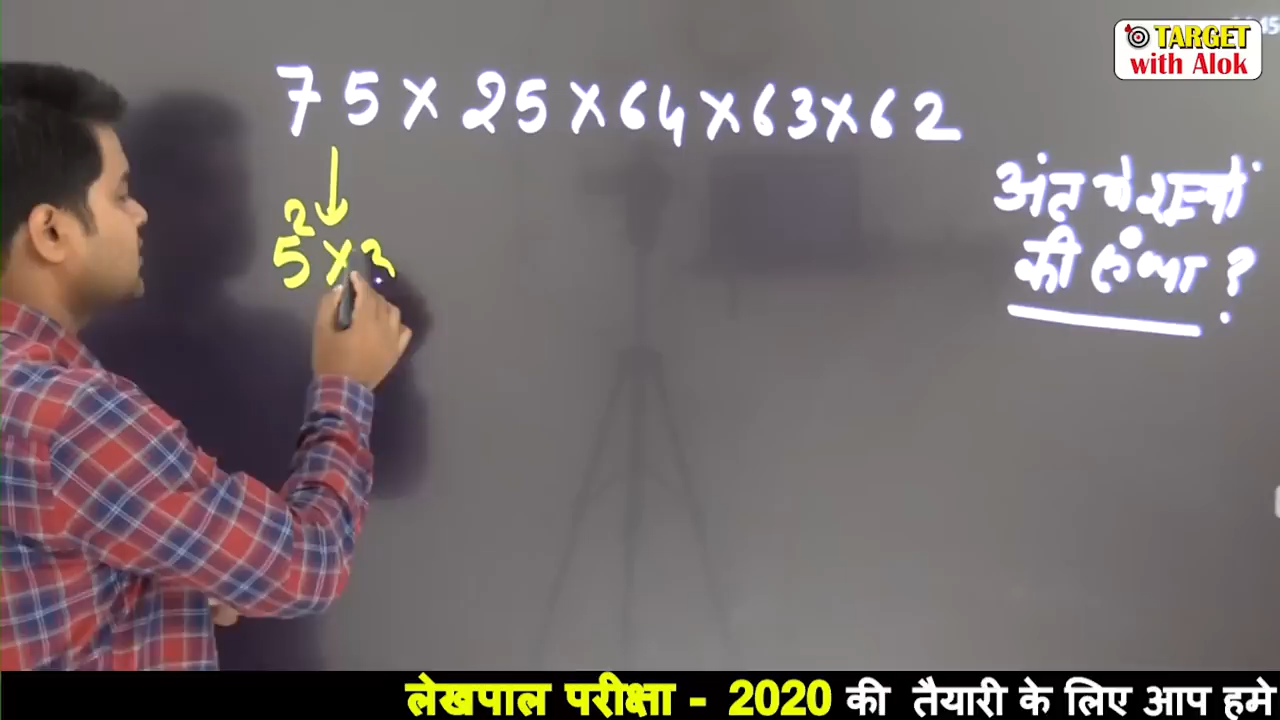 TARGET
with Alok
75 × 25 × 64 × 63 × 62
अंत में शून्यों
की संख्या ?
5² × 3
लेखपाल परीक्षा - 2020 की तैयारी के लिए आप हमे